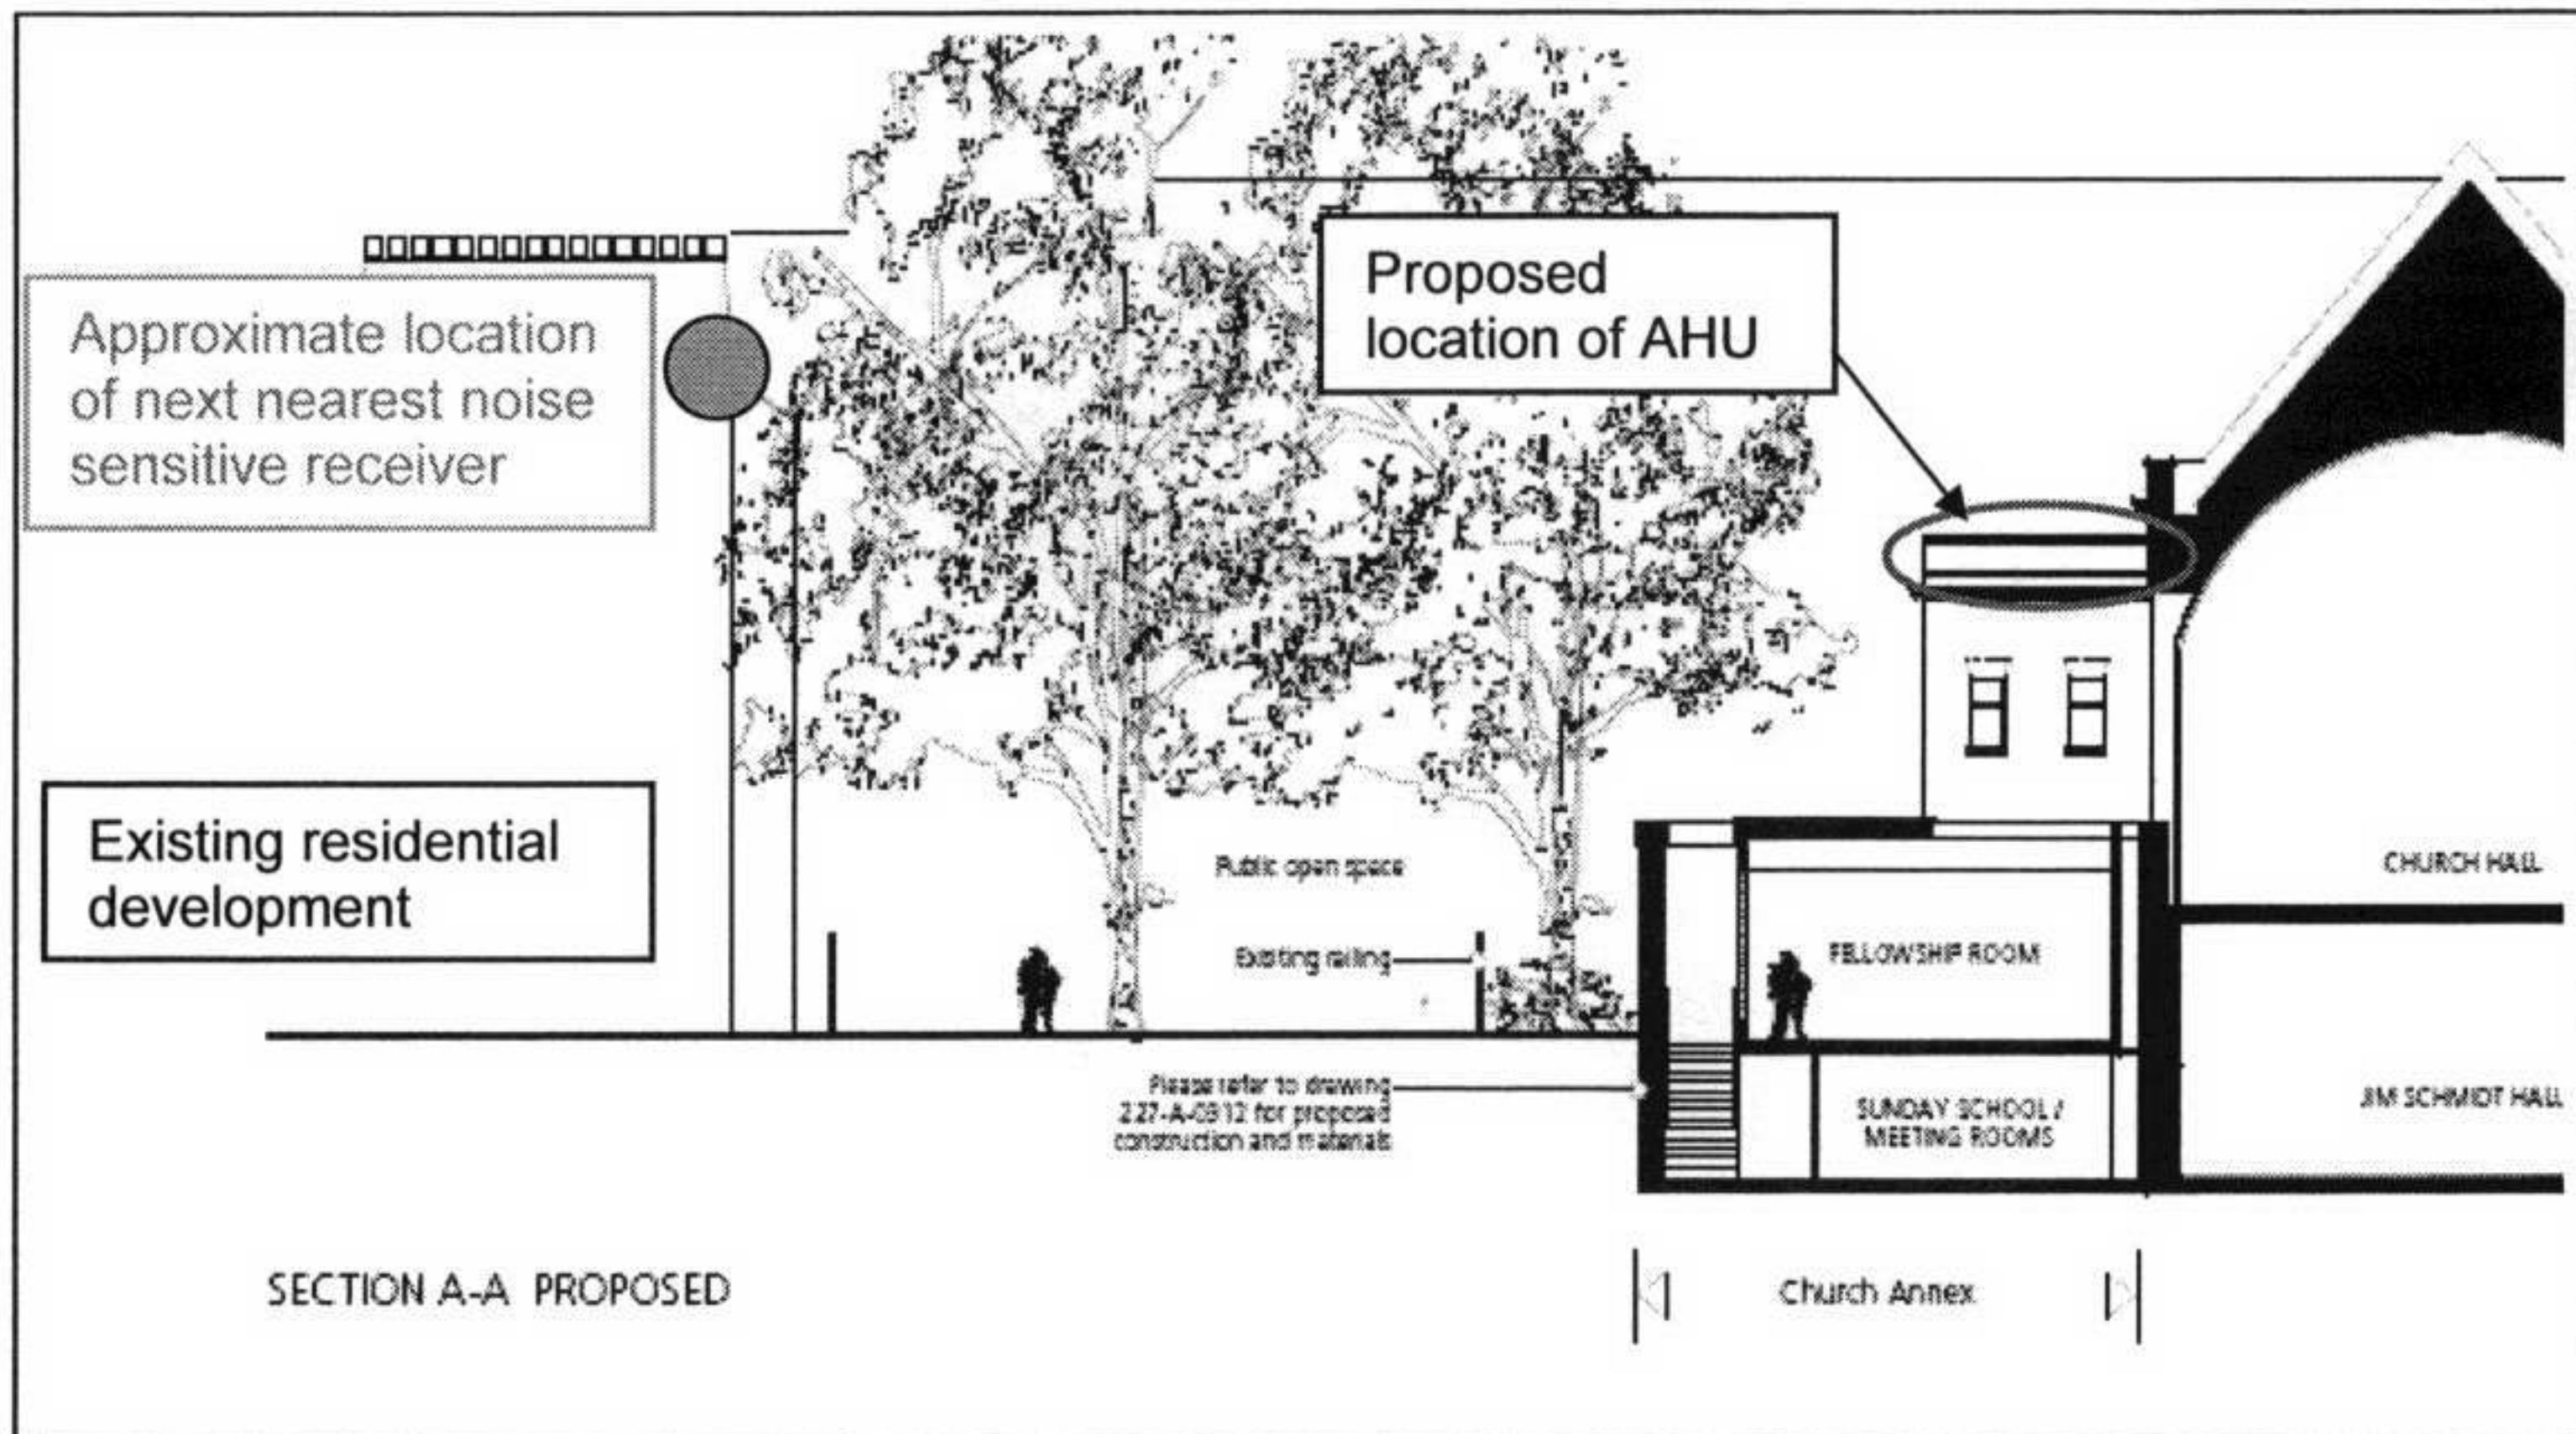 Proposed
location of AHU
Approximate location
of next nearest noise
sensitive receiver
Existing residential
development
Public open space
Existing railing
Please refer to drawing
227-A-0312 for proposed
construction and materials
CHURCH HALL
FELLOWSHIP ROOM
JIM SCHMIDT HALL
SUNDAY SCHOOL /
MEETING ROOMS
SECTION A-A PROPOSED
Church Annex